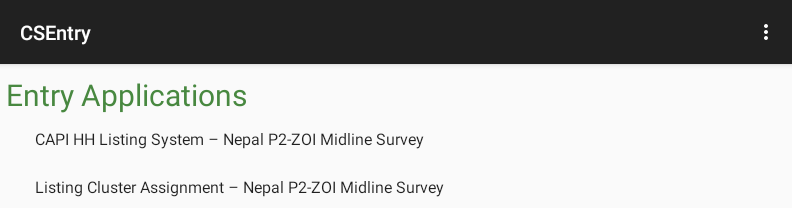 CSEntry
Entry Applications
CAPI HH Listing System – Nepal P2-ZOI Midline Survey
Listing Cluster Assignment – Nepal P2-ZOI Midline Survey